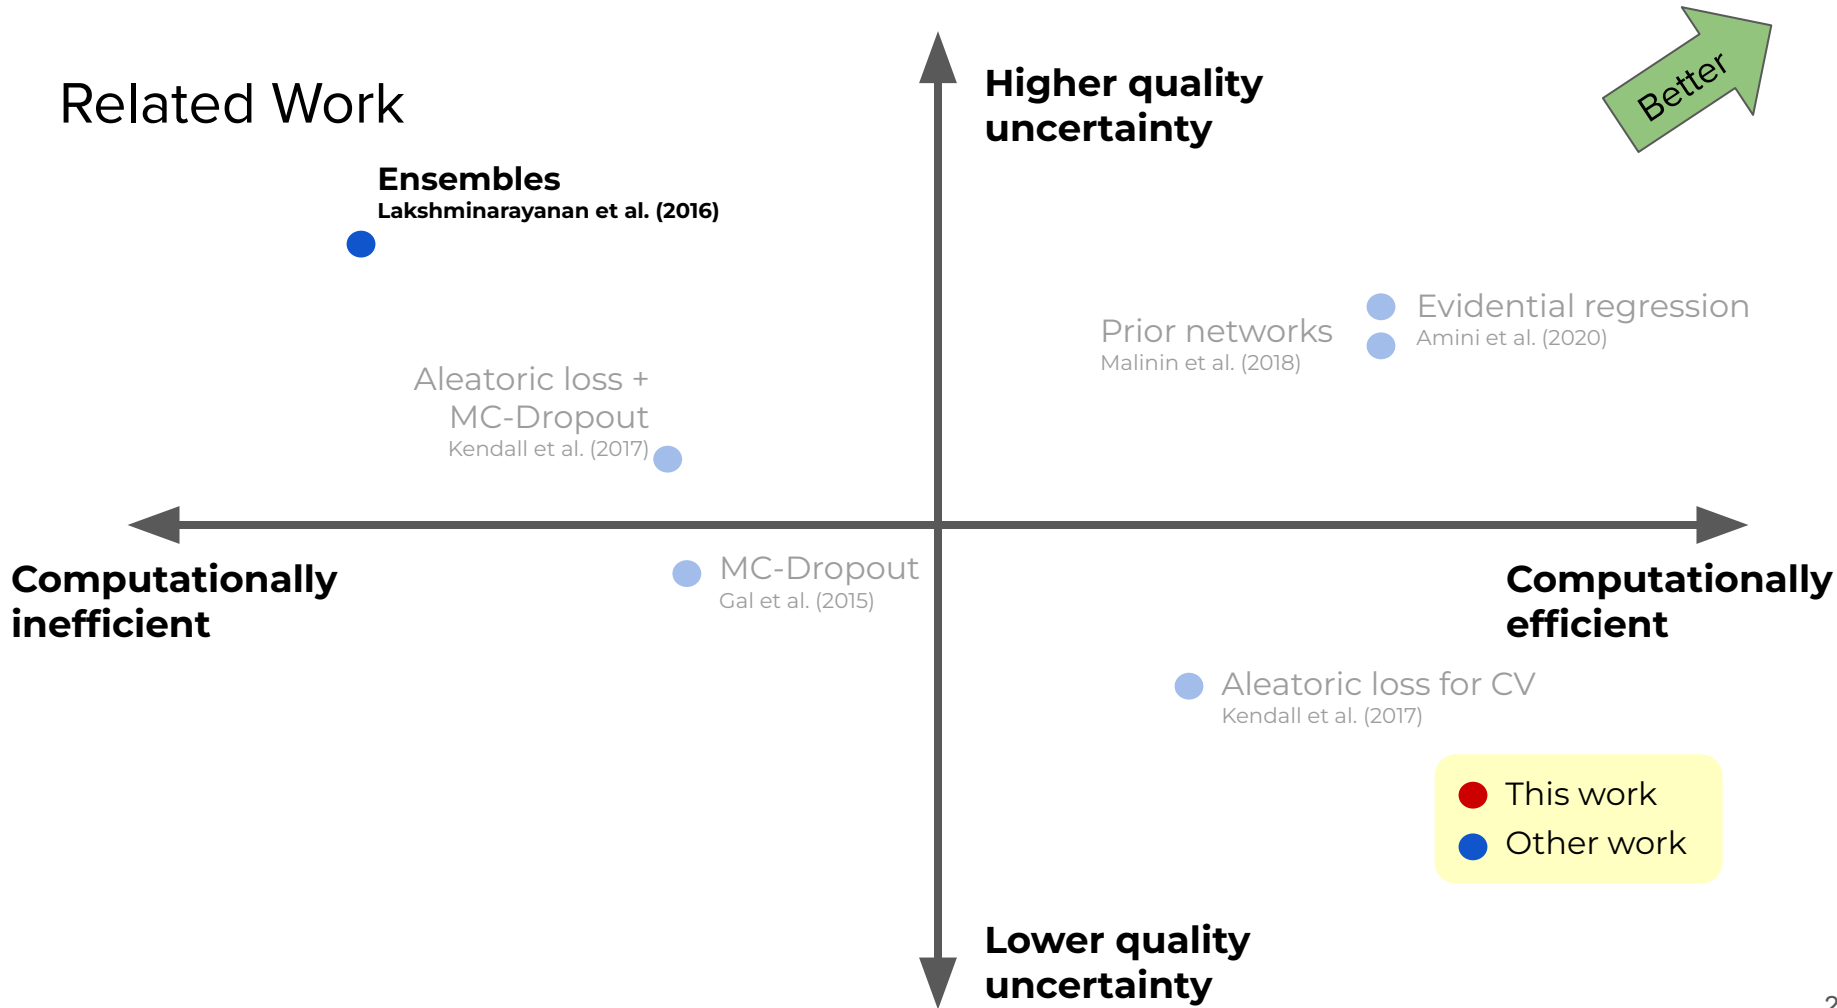 Related Work
Better
Higher quality
uncertainty
Ensembles
Lakshminarayanan et al. (2016)
Evidential regression
Amini et al. (2020)
Prior networks
Malinin et al. (2018)
Aleatoric loss +
MC-Dropout
Kendall et al. (2017)
Computationally
inefficient
MC-Dropout
Gal et al. (2015)
Computationally
efficient
Aleatoric loss for CV
Kendall et al. (2017)
This work
Other work
Lower quality
uncertainty
2